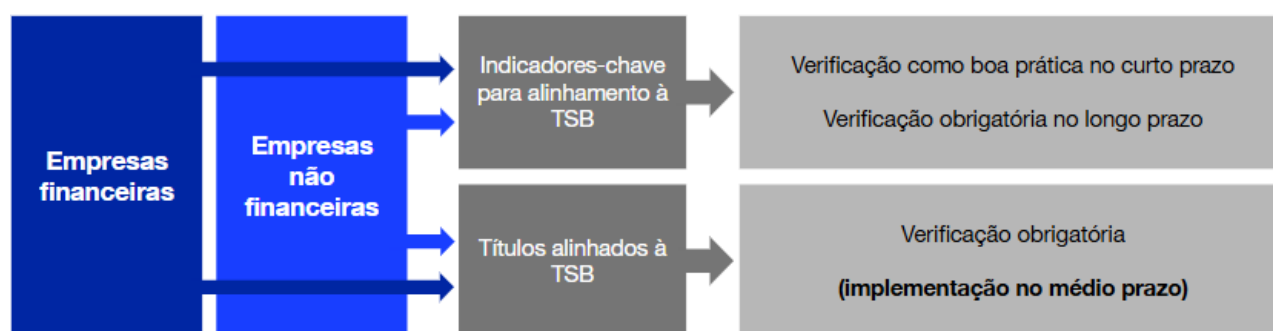 Empresas
financeiras
Empresas
não
financeiras
Indicadores-chave
para alinhamento à
TSB
Verificação como boa prática no curto prazo
Verificação obrigatória no longo prazo
Títulos alinhados à
TSB
Verificação obrigatória
(implementação no médio prazo)